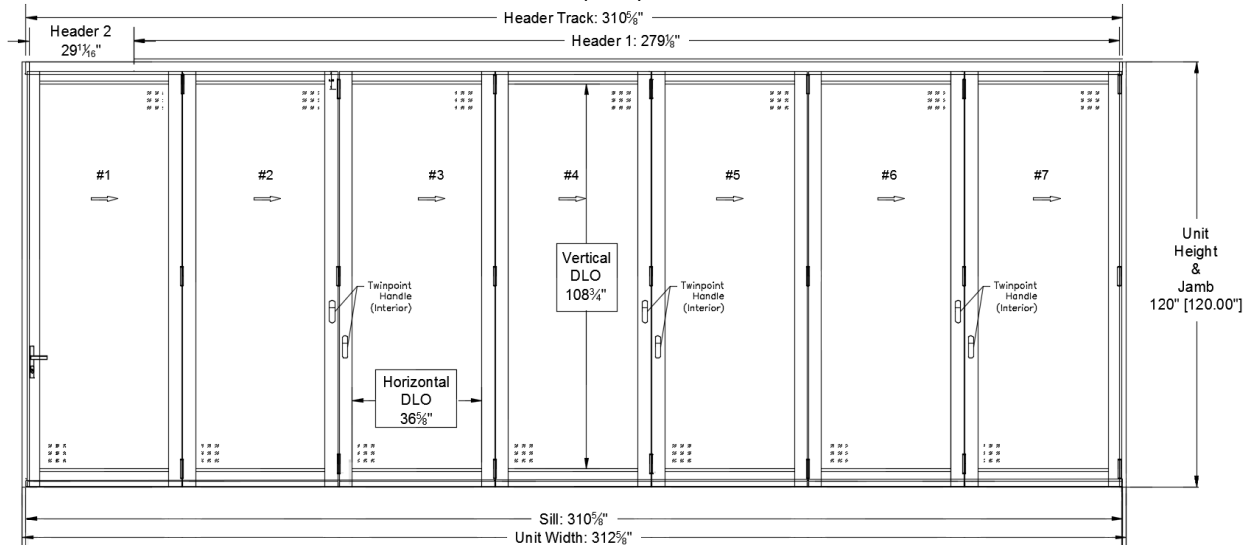 Header Track: 310⅝"
Header 2
29¹¹⁄₁₆"
Header 1: 279⅛"
#1
#2
#3
#4
#5
#6
#7
Vertical
DLO
108¾"
Twinpoint
Handle
(Interior)
Twinpoint
Handle
(Interior)
Twinpoint
Handle
(Interior)
Horizontal
DLO
36⅝"
Unit
Height
&
Jamb
120" [120.00"]
Sill: 310⅝"
Unit Width: 312⅝"